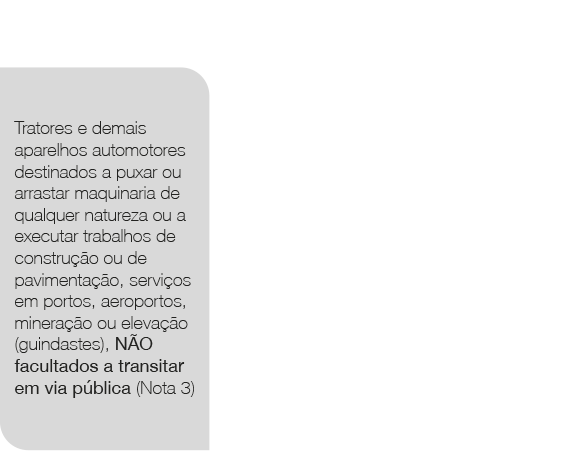 Tratores e demais
aparelhos automotores
destinados a puxar ou
arrastar maquinaria de
qualquer natureza ou a
executar trabalhos de
construção ou de
pavimentação, serviços
em portos, aeroportos,
mineração ou elevação
(guindastes), NÃO
facultados a transitar
em via pública (Nota 3)